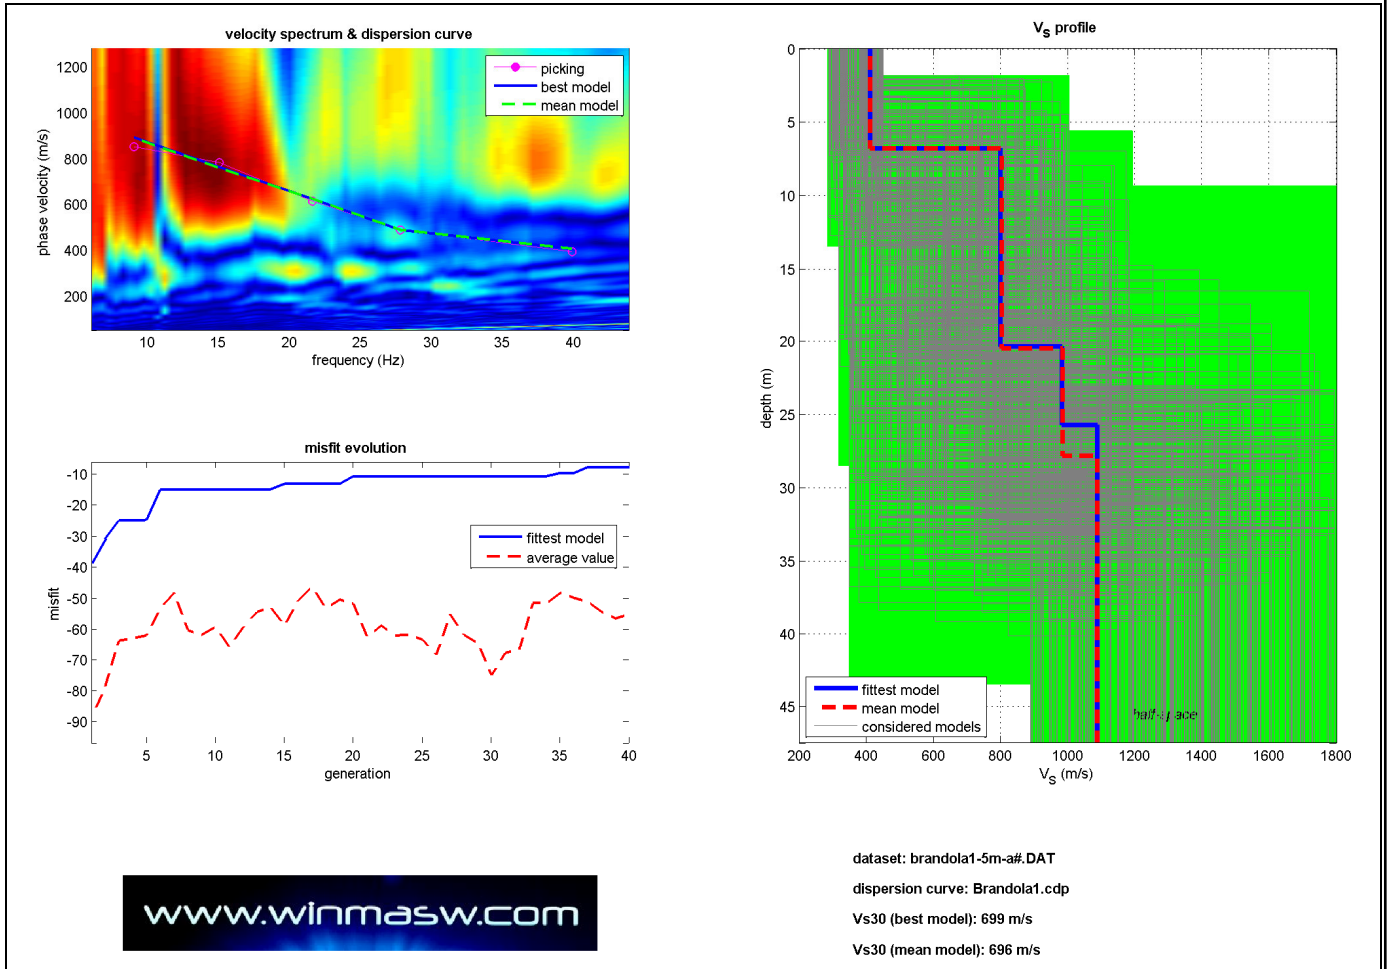 velocity spectrum & dispersion curve
1200
1000
800
600
400
200
phase velocity (m/s)
picking
best model
mean model
10
15
20
25
30
35
40
frequency (Hz)
misfit evolution
-10
-20
-30
-40
-50
-60
-70
-80
-90
misfit
fittest model
average value
5
10
15
20
25
30
35
40
generation
VS profile
0
5
10
15
20
25
30
35
40
45
depth (m)
fittest model
mean model
considered models
half-space
200
400
600
800
1000
1200
1400
1600
1800
VS (m/s)
www.winmasw.com
dataset: brandola1-5m-a#.DAT
dispersion curve: Brandola1.cdp
Vs30 (best model): 699 m/s
Vs30 (mean model): 696 m/s